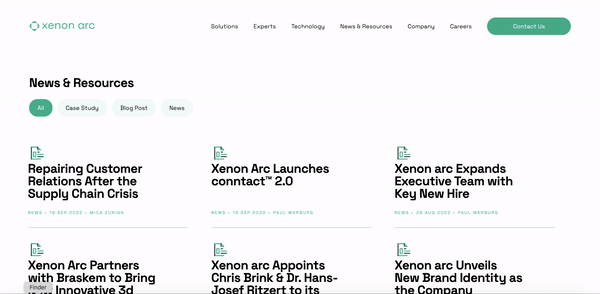 xenon arc
Solutions Experts Technology News & Resources Company Careers Contact Us
News & Resources
All Case Study Blog Post News
Repairing Customer
Relations After the
Supply Chain Crisis
NEWS • 19 SEP 2022 • MICA ZUNIGA
Xenon Arc Launches
conntact™ 2.0
NEWS • 13 SEP 2022 • PAUL WARBURG
Xenon arc Expands
Executive Team with
Key New Hire
NEWS • 26 AUG 2022 • PAUL WARBURG
Xenon Arc Partners
with Braskem to Bring
Innovative 3d
Xenon arc Appoints
Chris Brink & Dr. Hans-
Josef Ritzert to its
Xenon arc Unveils
New Brand Identity as
the Company
Finder